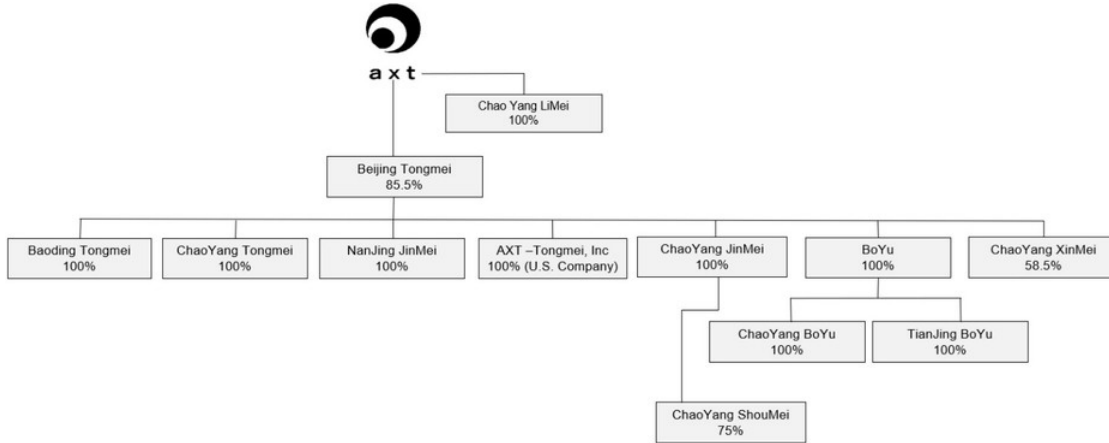 axt
Chao Yang LiMei
100%
Beijing Tongmei
85.5%
Baoding Tongmei
100%
ChaoYang Tongmei
100%
NanJing JinMei
100%
AXT –Tongmei, Inc
100% (U.S. Company)
ChaoYang JinMei
100%
BoYu
100%
ChaoYang XinMei
58.5%
ChaoYang BoYu
100%
TianJing BoYu
100%
ChaoYang ShouMei
75%